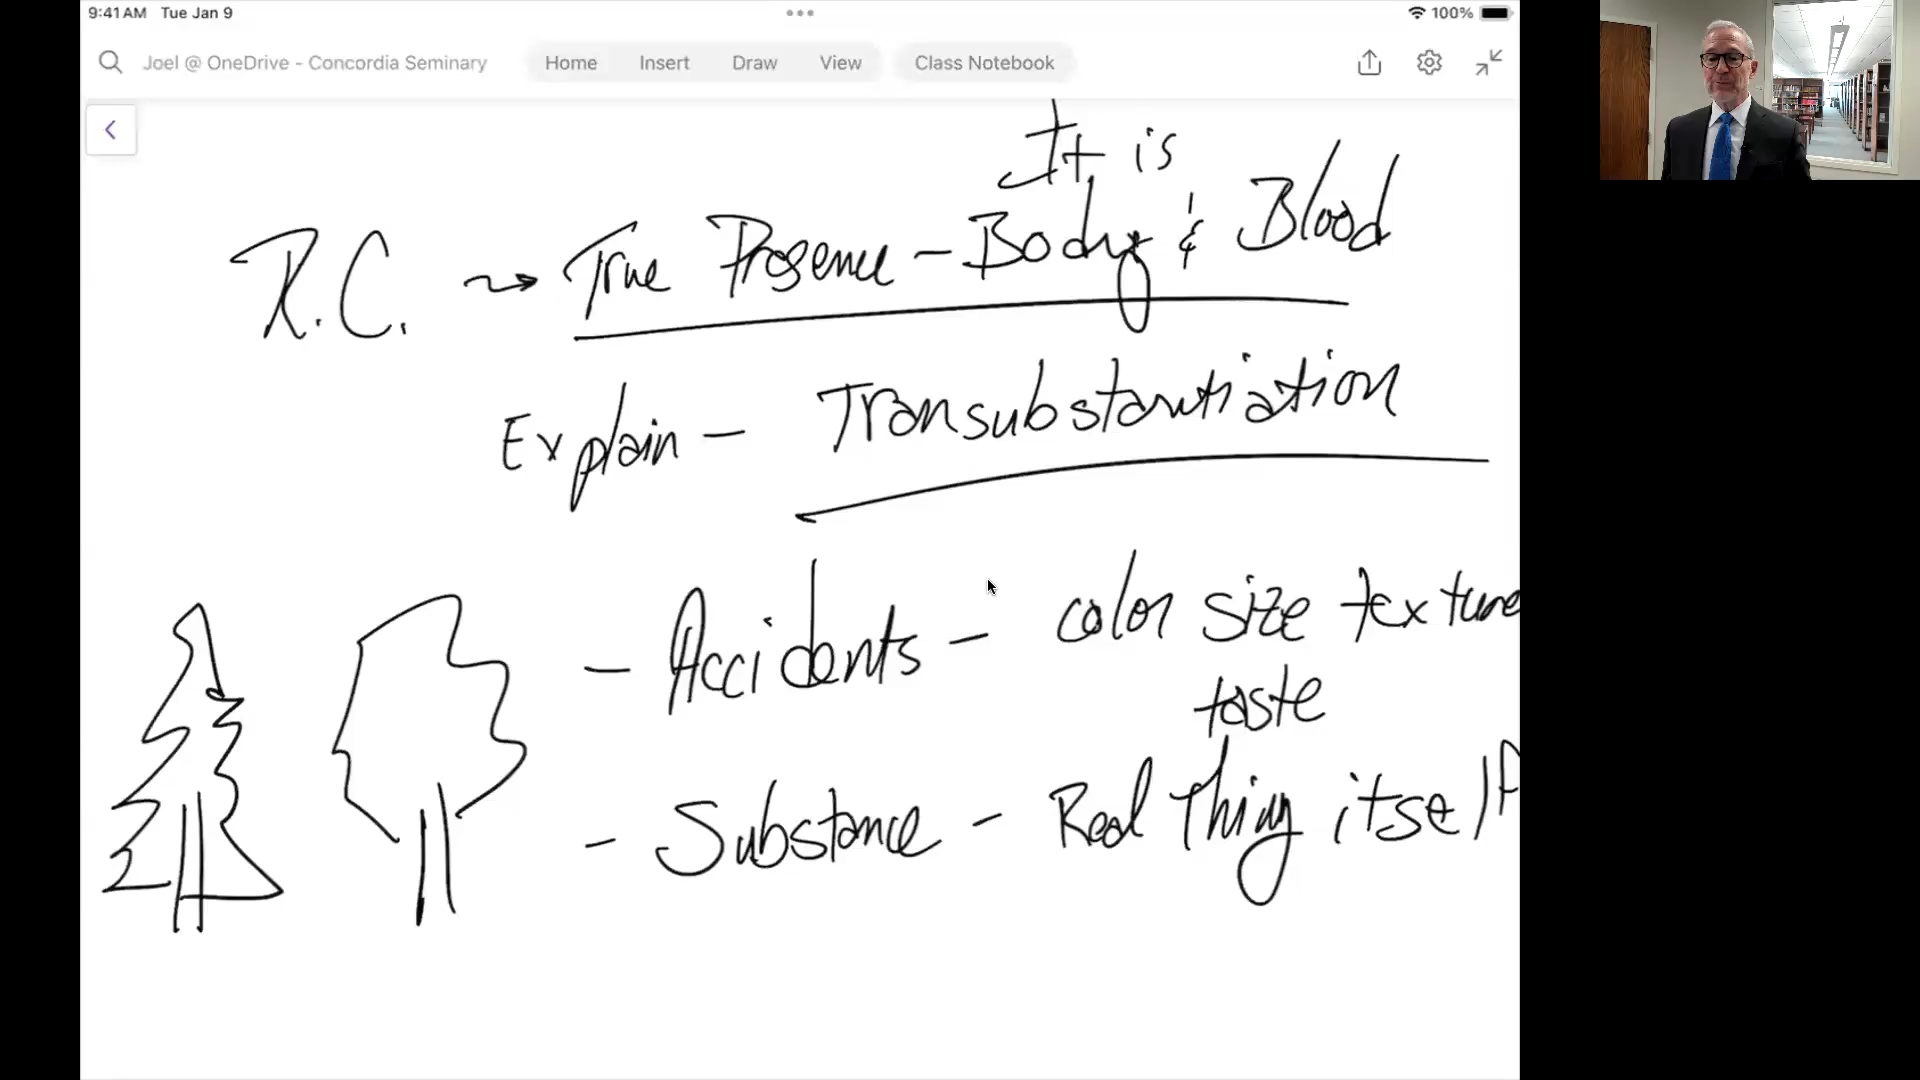 9:41 AM Tue Jan 9
100%
Joel @ OneDrive - Concordia Seminary
Home Insert Draw View Class Notebook
It is
R.C. → True Presence - Body & Blood
Explain - Transubstantiation
- Accidents - color size texture
taste
- Substance - Real Thing itself